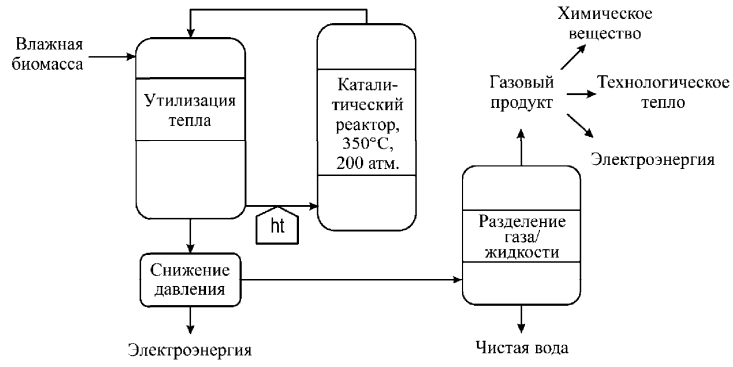 Влажная
биомасса
Утилизация
тепла
Катали-
тический
реактор,
350°C,
200 атм.
ht
Снижение
давления
Электроэнергия
Разделение
газа/
жидкости
Чистая вода
Газовый
продукт
Химическое
вещество
Технологическое
тепло
Электроэнергия